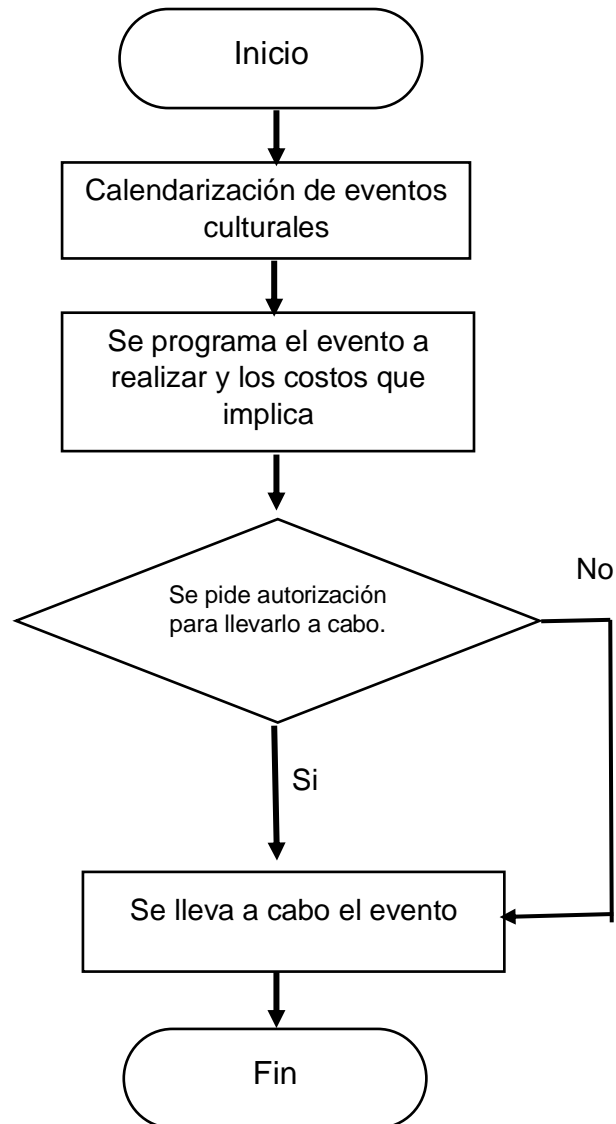 Inicio
Calendarización de eventos
culturales
Se programa el evento a
realizar y los costos que
implica
Se pide autorización
para llevarlo a cabo.
No
Si
Se lleva a cabo el evento
Fin